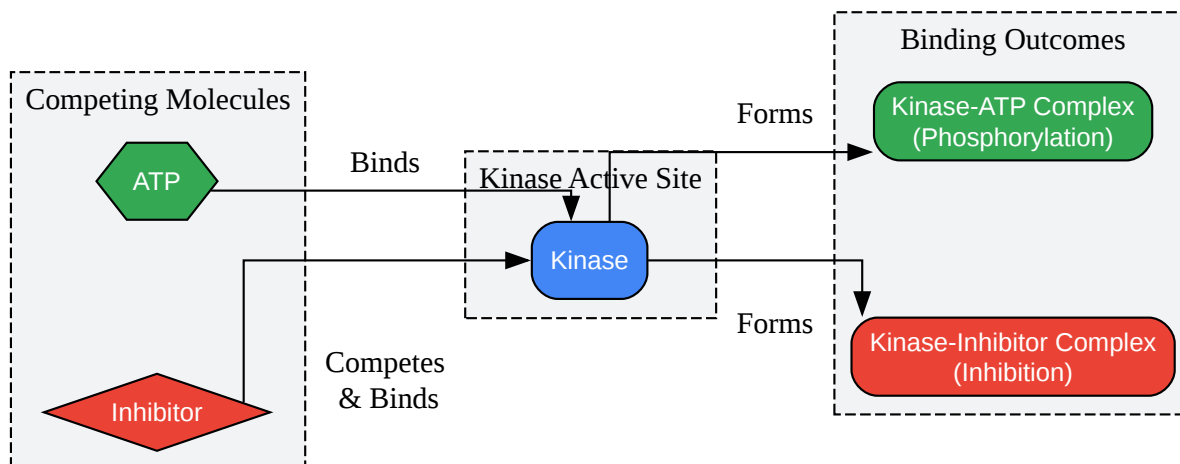 Competing Molecules
ATP
Inhibitor
Binds
Competes
& Binds
Kinase Active Site
Kinase
Forms
Forms
Binding Outcomes
Kinase-ATP Complex
(Phosphorylation)
Kinase-Inhibitor Complex
(Inhibition)